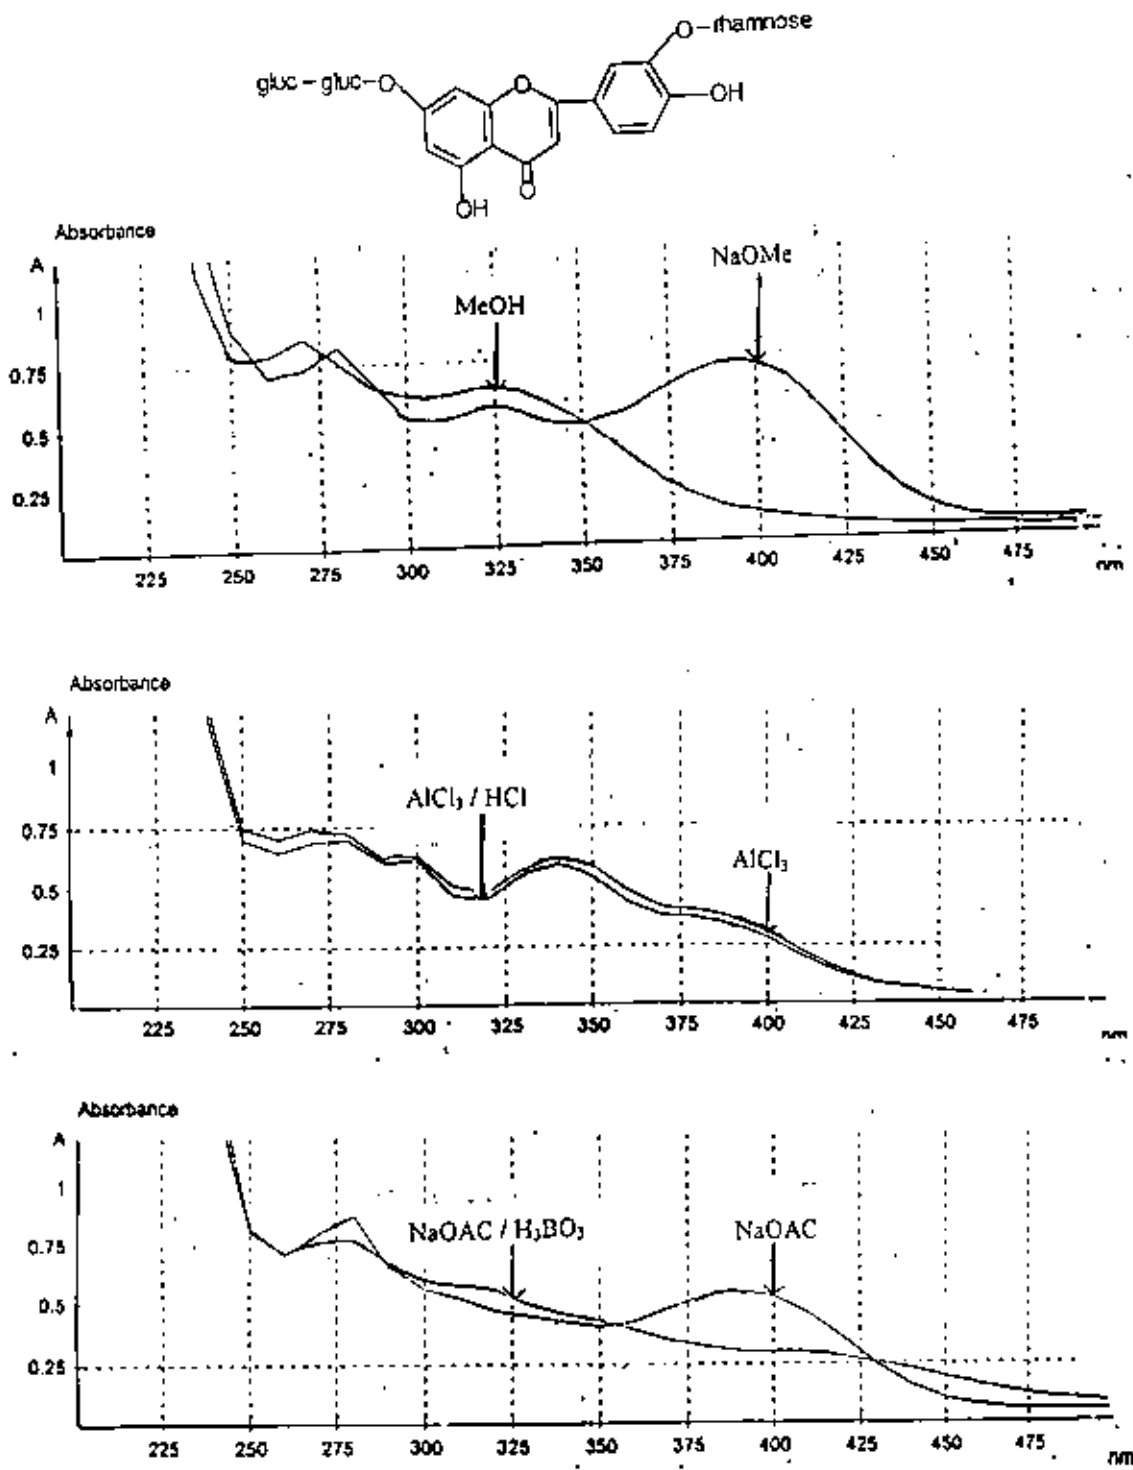 O-rhamnose
gluc-gluc-O
O
OH
O
OH
Absorbance
A
NaOMe
MeOH
1
0.75
0.5
0.25
225 250 275 300 325 350 375 400 425 450 475
nm
Absorbance
A
1
AlCl₃ / HCl
0.75
AlCl₃
0.5
0.25
225 250 275 300 325 350 375 400 425 450 475
nm
Absorbance
A
1
NaOAC / H₃BO₃ NaOAC
0.75
0.5
0.25
225 250 275 300 325 350 375 400 425 450 475
nm